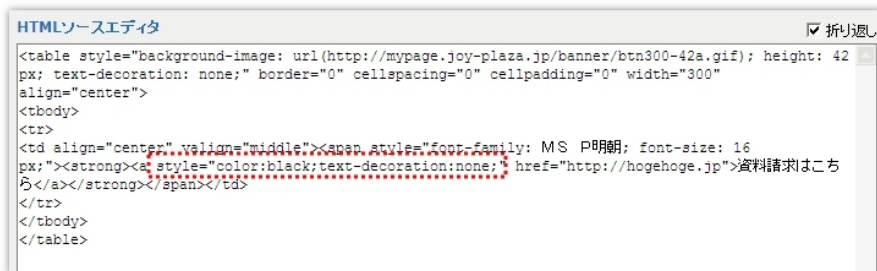 HTMLソースエディタ
折り返し
<table style="background-image: url(http://mypage.joy-plaza.jp/banner/btn300-42a.gif); height: 42
px; text-decoration: none;" border="0" cellspacing="0" cellpadding="0" width="300"
align="center">
<tbody>
<tr>
<td align="center" valign="middle"><span style="font-family: ＭＳ Ｐ明朝; font-size: 16
px;"><strong><a style="color:black;text-decoration:none;" href="http://hogehoge.jp">資料請求はこち
ら</a></strong></span></td>
</tr>
</tbody>
</table>